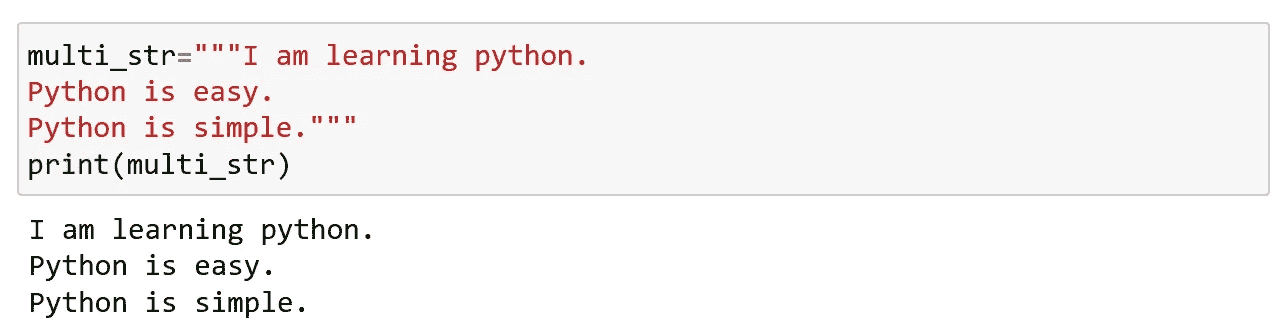 multi_str="""I am learning python.
Python is easy.
Python is simple."""
print(multi_str)
I am learning python.
Python is easy.
Python is simple.